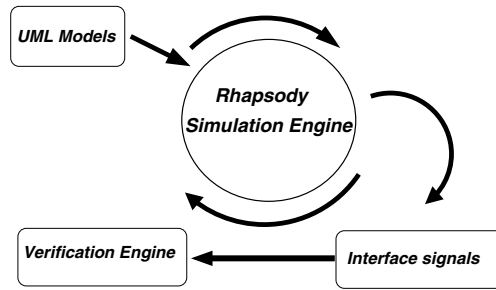 UML Models
Rhapsody
Simulation Engine
Verification Engine
Interface signals